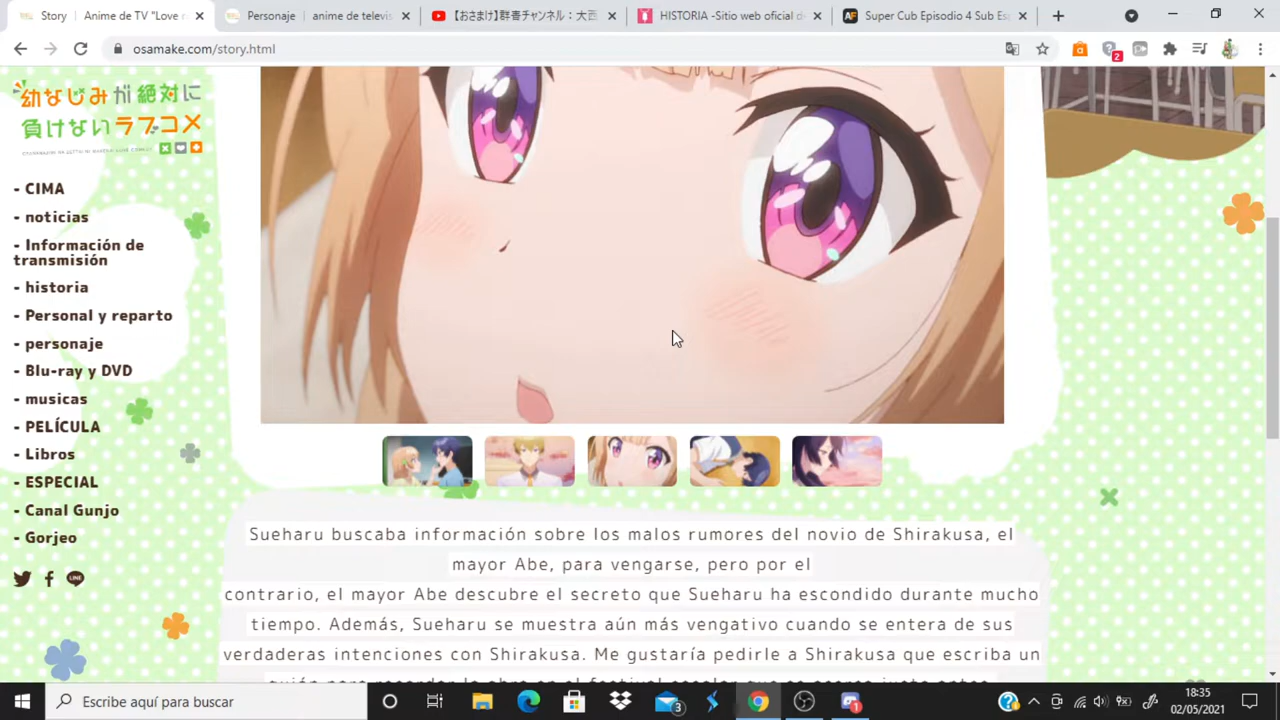 Story
Anime de TV "Love r
Personaje
anime de televis
【おさまけ】群青チャンネル：大西
HISTORIA -Sitio web oficial d
Super Cub Episodio 4 Sub Es
osamake.com/story.html
2
幼なじみが絶対に
負けないラブコメ
- CIMA
- noticias
- Información de
transmisión
- historia
- Personal y reparto
- personaje
- Blu-ray y DVD
- musicas
- PELÍCULA
- Libros
- ESPECIAL
- Canal Gunjo
- Gorjeo
LINE
Sueharu buscaba información sobre los malos rumores del novio de Shirakusa, el
mayor Abe, para vengarse, pero por el
contrario, el mayor Abe descubre el secreto que Sueharu ha escondido durante mucho
tiempo. Además, Sueharu se muestra aún más vengativo cuando se entera de sus
verdaderas intenciones con Shirakusa. Me gustaría pedirle a Shirakusa que escriba un
Escribe aquí para buscar
3
1
18:35
02/05/2021